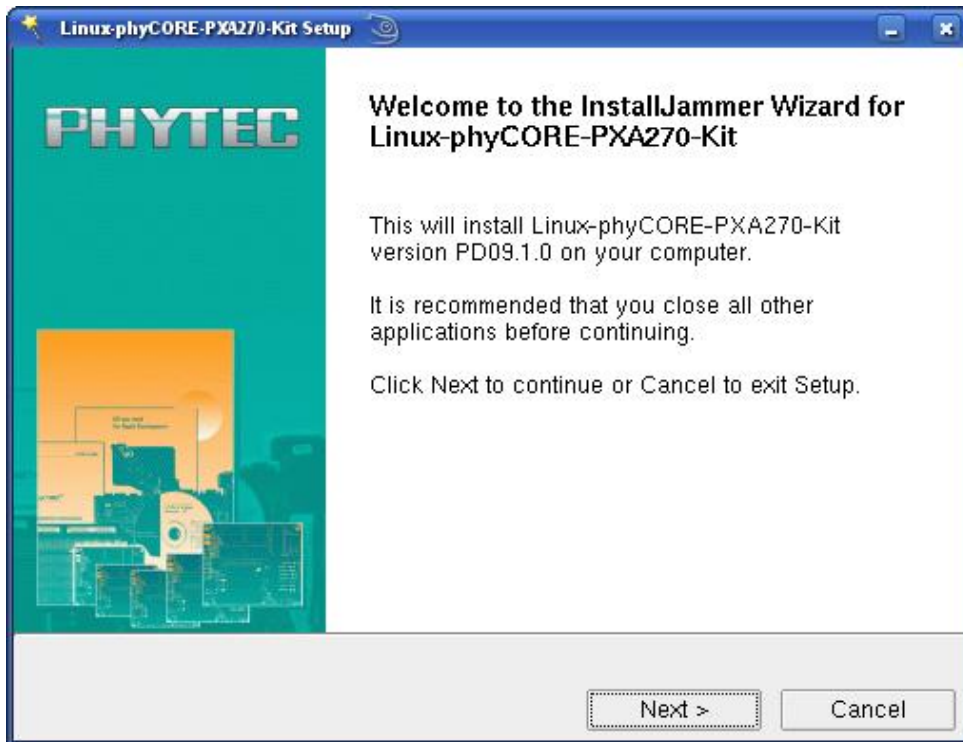 Linux-phyCORE-PXA270-Kit Setup
PHYTEC
Welcome to the InstallJammer Wizard for
Linux-phyCORE-PXA270-Kit
This will install Linux-phyCORE-PXA270-Kit
version PD09.1.0 on your computer.
It is recommended that you close all other
applications before continuing.
Click Next to continue or Cancel to exit Setup.
Next >
Cancel